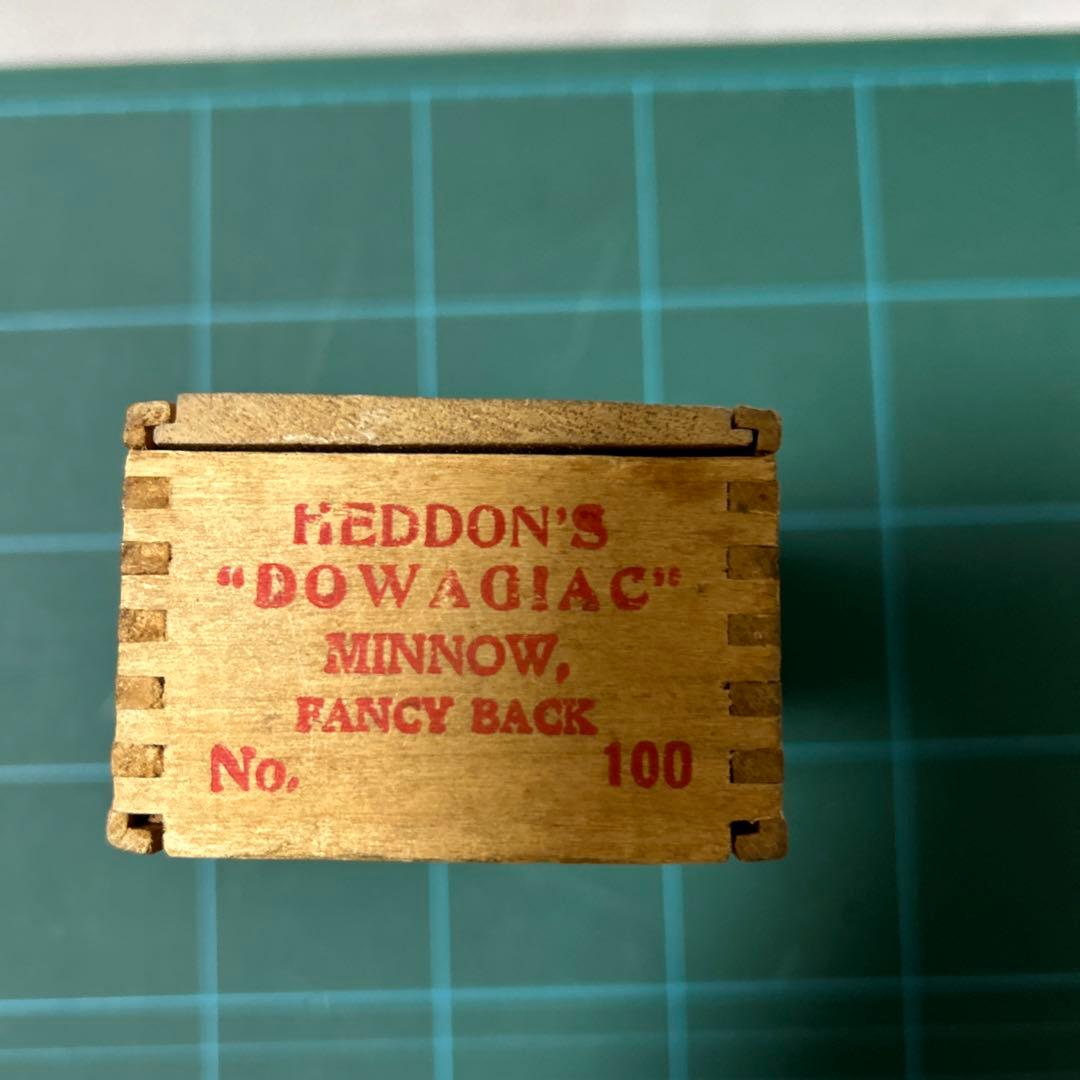 HEDDON'S
"DOWAGIAC"
MINNOW,
FANCY BACK
No. 100